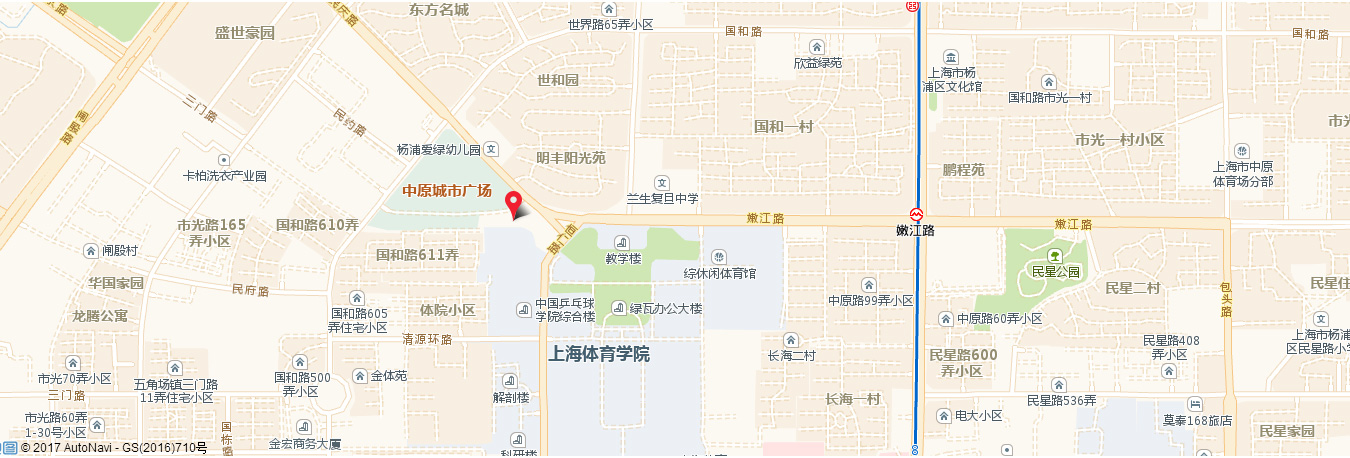 东方名城
民庆路
盛世豪园
世界路65弄小区
国和路
国和路
欣益绿苑
上海市杨
浦区文化馆
世和园
国和路市光一村
三门路
闸殷路
民约路
国和一村
市光一村小区
杨浦爱绿幼儿园
明丰阳光苑
卡柏洗衣产业园
鹏程苑
上海市中原
体育场分部
中原城市广场
兰生复旦中学
市光路165
弄小区
国和路610弄
嫩江路
嫩江路
嫩江路
国和路611弄
闸殷村
教学楼
综休闲体育馆
民星公园
华国家园
民府路
中原路99弄小区
民星二村
包头路
体院小区
中国乒乓球
学院综合楼
绿瓦办公大楼
龙腾公寓
国和路605
弄住宅小区
中原路60弄小区
上海市杨
区民星路小学
清源环路
上海体育学院
长海二村
民星路600
弄小区
民星路408
弄小区
市光70弄小区
五角场镇三门路
11弄住宅小区
国和路500
弄小区
金体苑
三门路
解剖楼
长海一村
民星路536弄
市光路60弄
1-30号小区
国栋
电大小区
莫泰168旅店
民星家园
金宏商务大厦
科研楼
© 2017 AutoNavi - GS(2016)710号